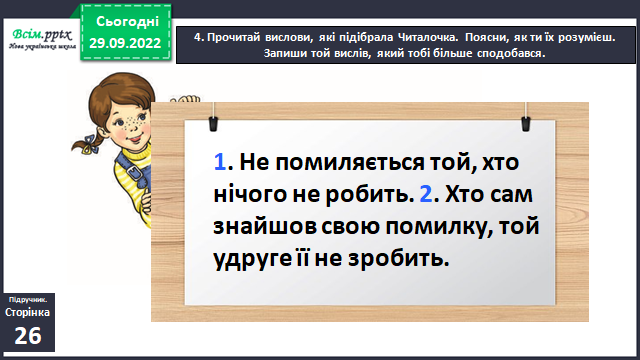 Всім.pptx
Нова українська школа
Сьогодні
29.09.2022
4. Прочитай вислови, які підібрала Читалочка. Поясни, як ти їх розумієш.
Запиши той вислів, який тобі більше сподобався.
1. Не помиляється той, хто
нічого не робить. 2. Хто сам
знайшов свою помилку, той
удруге її не зробить.
Підручник.
Сторінка
26